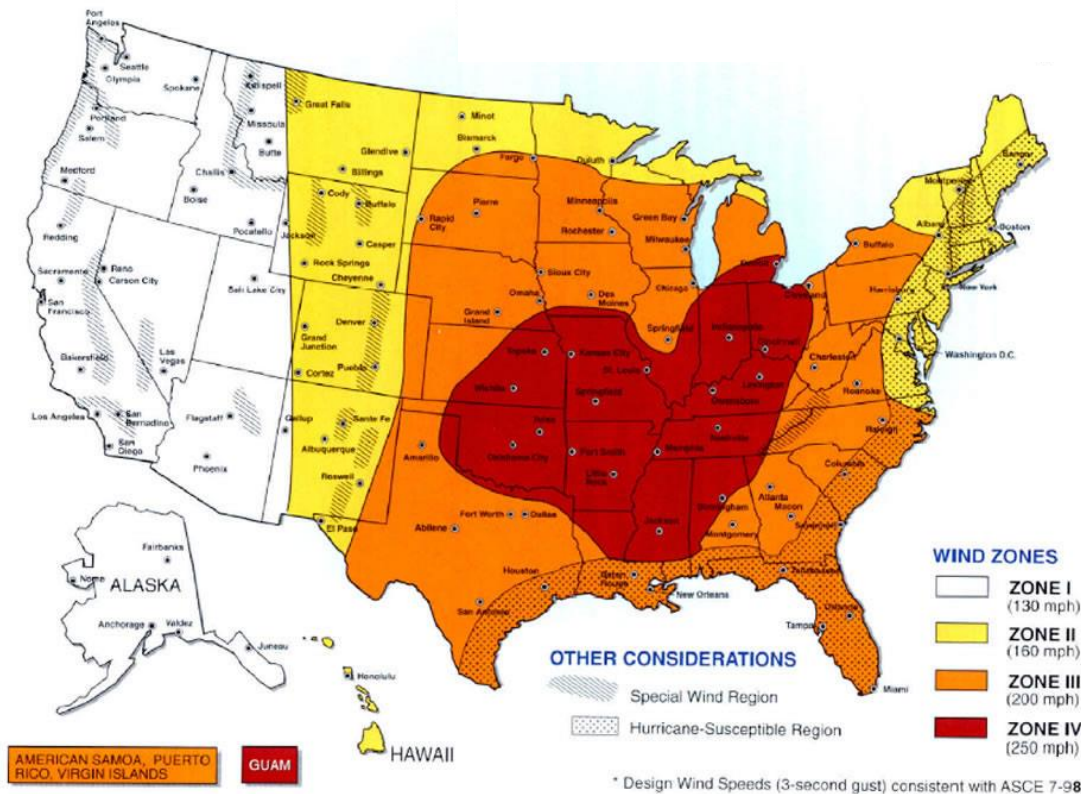 Port
Angeles
Seattle
Olympia
Spokane
Portland
Salem
Medford
Redding
Sacramento
San
Francisco
Reno
Carson City
Bakersfield
Las
Vegas
Los Angeles
San
Bernudino
San
Diego
Kalispell
Missoula
Butte
Challis
Boise
Pocatello
Jackson
Salt Lake City
Flagstaff
Phoenix
Great Falls
Glendive
Billings
Cody
Buffalo
Casper
Rock Springs
Cheyenne
Denver
Grand
Junction
Pueblo
Cortez
Gallup
Sante Fe
Albuquerque
Roswell
El Paso
Minot
Bismarck
Fargo
Duluth
Pierre
Rapid
City
Minneapolis
Rochester
Green Bay
Milwaukee
Sioux City
Omaha
Des
Moines
Grand
Island
Chicago
Springfield
Detroit
Cleveland
Indianapolis
Cincinnati
Topeka
Kansas City
St. Louis
Wichita
Springfield
Lexington
Owensboro
Tulsa
Oklahoma City
Fort Smith
Little
Rock
Memphis
Nashville
Amarillo
Fort Worth
Dallas
Abilene
Jackson
Birmingham
Montgomery
Houston
San Antonio
Baton
Rouge
New Orleans
Atlanta
Macon
Savannah
Columbia
Raleigh
Roanoke
Charleston
Tallahassee
Orlando
Tampa
Miami
Buffalo
Harrisburg
Albany
Montpelier
Bangor
Boston
New York
Washington D.C.
Fairbanks
Nome
ALASKA
Anchorage
Valdez
Juneau
Honolulu
HAWAII
AMERICAN SAMOA, PUERTO
RICO, VIRGIN ISLANDS
GUAM
OTHER CONSIDERATIONS
Special Wind Region
Hurricane-Susceptible Region
WIND ZONES
ZONE I
(130 mph)
ZONE II
(160 mph)
ZONE III
(200 mph)
ZONE IV
(250 mph)
* Design Wind Speeds (3-second gust) consistent with ASCE 7-98